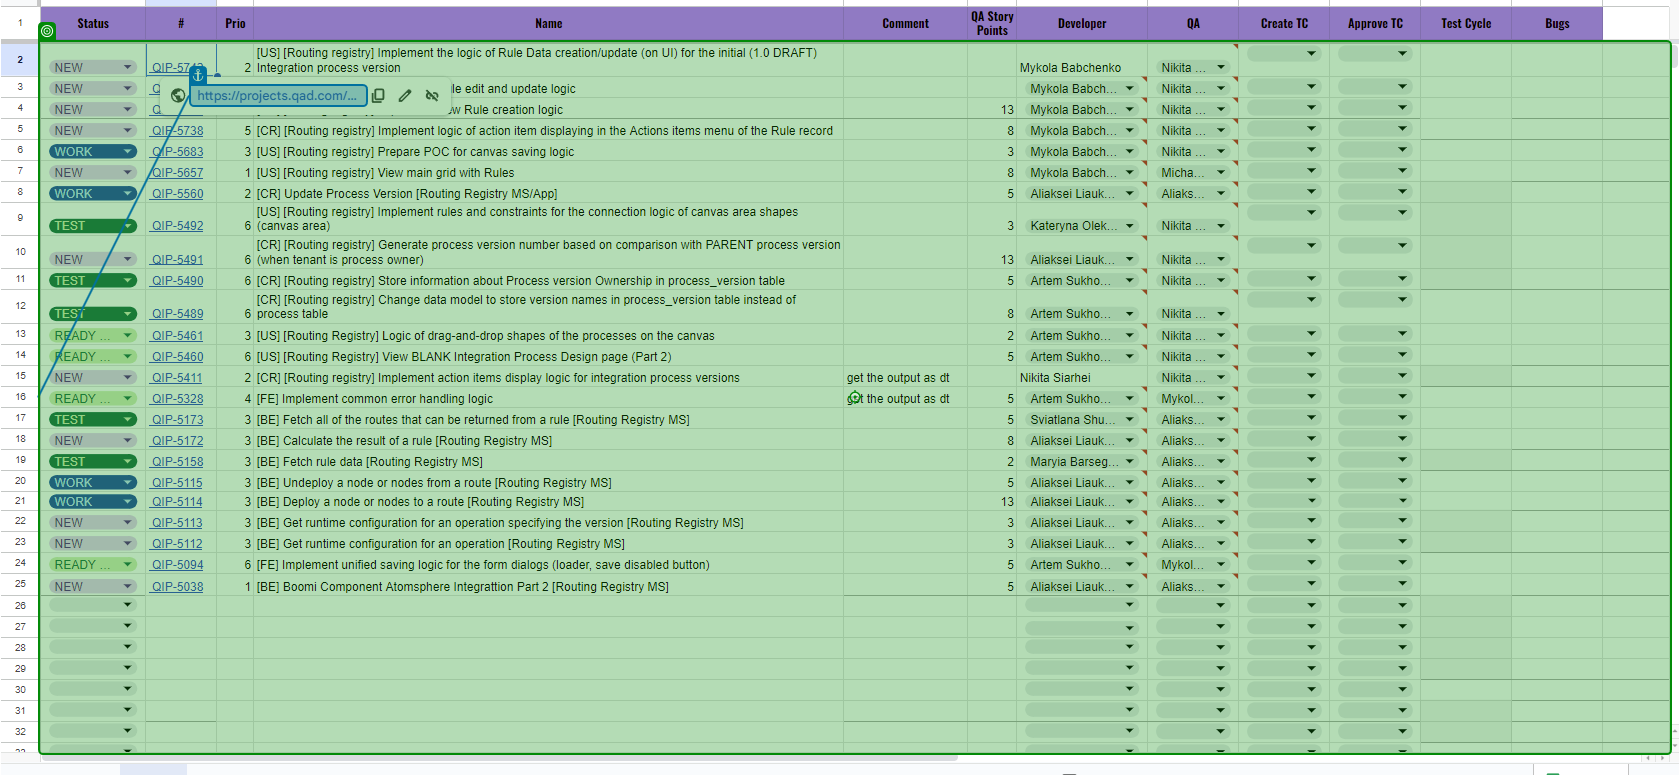 1 Status # Prio Name Comment QA Story Points Developer QA Create TC Approve TC Test Cycle Bugs
[US] [Routing registry] Implement the logic of Rule Data creation/update (on UI) for the initial (1.0 DRAFT)
2 NEW 2 Integration process version Mykola Babchenko Nikita ...
https://projects.qad.com/...
3 NEW edit and update logic Mykola Babch... Nikita ...
4 NEW Rule creation logic 13 Mykola Babch... Nikita ...
5 NEW QIP-5738 5 [CR] [Routing registry] Implement logic of action item displaying in the Actions items menu of the Rule record 8 Mykola Babch... Nikita ...
6 WORK QIP-5683 3 [US] [Routing registry] Prepare POC for canvas saving logic 3 Mykola Babch... Nikita ...
7 NEW QIP-5657 1 [US] [Routing registry] View main grid with Rules 8 Mykola Babch... Micha...
8 WORK QIP-5560 2 [CR] Update Process Version [Routing Registry MS/App] 5 Aliaksei Liauk... Aliaks...
[US] [Routing registry] Implement rules and constraints for the connection logic of canvas area shapes
9 TEST QIP-5492 6 (canvas area) 3 Kateryna Olek... Nikita ...
[CR] [Routing registry] Generate process version number based on comparison with PARENT process version
10 NEW QIP-5491 6 (when tenant is process owner) 13 Aliaksei Liauk... Nikita ...
11 TEST QIP-5490 6 [CR] [Routing registry] Store information about Process version Ownership in process_version table 5 Artem Sukho... Nikita ...
[CR] [Routing registry] Change data model to store version names in process_version table instead of
12 TEST QIP-5489 6 process table 8 Artem Sukho... Nikita ...
13 READY ... QIP-5461 3 [US] [Routing Registry] Logic of drag-and-drop shapes of the processes on the canvas 2 Artem Sukho... Nikita ...
14 READY ... QIP-5460 6 [US] [Routing Registry] View BLANK Integration Process Design page (Part 2) 5 Artem Sukho... Nikita ...
15 NEW QIP-5411 2 [CR] [Routing registry] Implement action items display logic for integration process versions get the output as dt Nikita Siarhei Nikita ...
16 READY ... QIP-5328 4 [FE] Implement common error handling logic get the output as dt 5 Artem Sukho... Mykol...
17 TEST QIP-5173 3 [BE] Fetch all of the routes that can be returned from a rule [Routing Registry MS] 5 Sviatlana Shu... Aliaks...
18 NEW QIP-5172 3 [BE] Calculate the result of a rule [Routing Registry MS] 8 Aliaksei Liauk... Aliaks...
19 TEST QIP-5158 3 [BE] Fetch rule data [Routing Registry MS] 2 Maryia Barseg... Aliaks...
20 WORK QIP-5115 3 [BE] Undeploy a node or nodes from a route [Routing Registry MS] 5 Aliaksei Liauk... Aliaks...
21 WORK QIP-5114 3 [BE] Deploy a node or nodes to a route [Routing Registry MS] 13 Aliaksei Liauk... Aliaks...
22 NEW QIP-5113 3 [BE] Get runtime configuration for an operation specifying the version [Routing Registry MS] 3 Aliaksei Liauk... Aliaks...
23 NEW QIP-5112 3 [BE] Get runtime configuration for an operation [Routing Registry MS] 3 Aliaksei Liauk... Aliaks...
24 READY ... QIP-5094 6 [FE] Implement unified saving logic for the form dialogs (loader, save disabled button) 5 Artem Sukho... Mykol...
25 NEW QIP-5038 1 [BE] Boomi Component Atomsphere Integrattion Part 2 [Routing Registry MS] 5 Aliaksei Liauk... Aliaks...
26
27
28
29
30
31
32